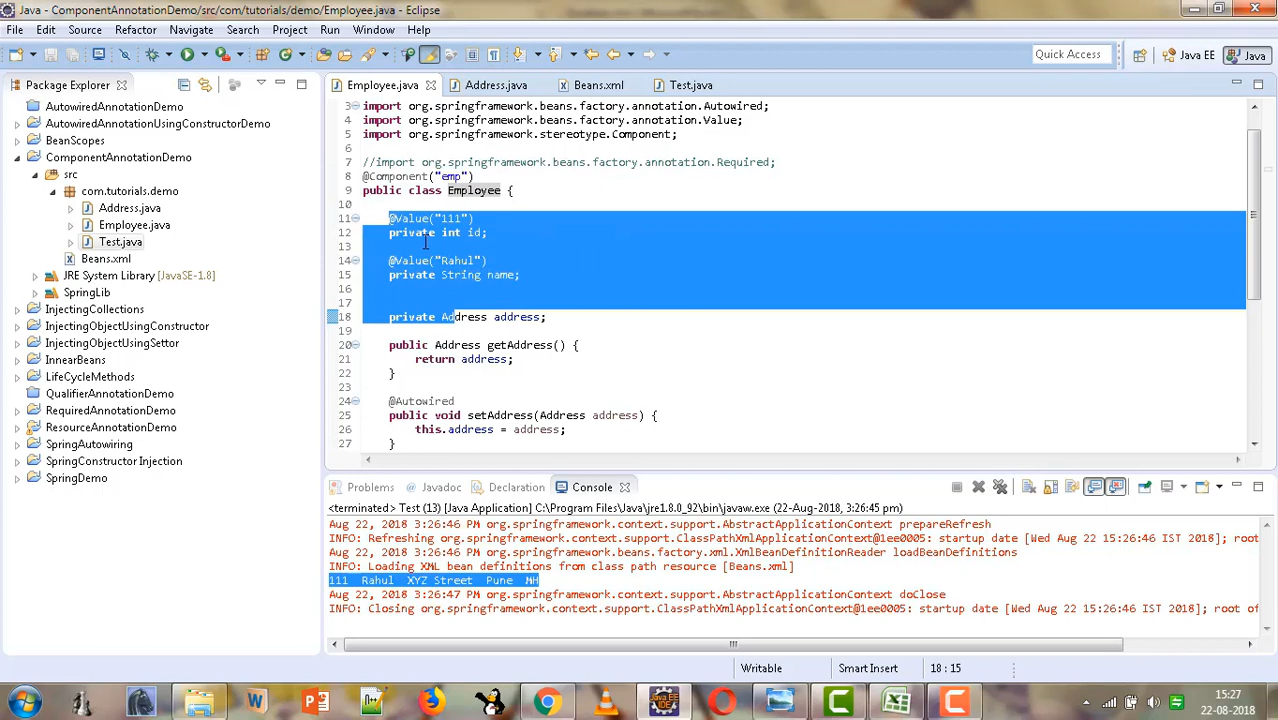 Java - ComponentAnnotationDemo/src/com/tutorials/demo/Employee.java - Eclipse
File Edit Source Refactor Navigate Search Project Run Window Help
Quick Access Java EE Java
Package Explorer
AutowiredAnnotationDemo
AutowiredAnnotationUsingConstructorDemo
BeanScopes
ComponentAnnotationDemo
src
com.tutorials.demo
Address.java
Employee.java
Test.java
Beans.xml
JRE System Library [JavaSE-1.8]
SpringLib
InjectingCollections
InjectingObjectUsingConstructor
InjectingObjectUsingSettor
InnearBeans
LifeCycleMethods
QualifierAnnotationDemo
RequiredAnnotationDemo
ResourceAnnotationDemo
SpringAutowiring
SpringConstructor Injection
SpringDemo
Employee.java Address.java Beans.xml Test.java
3 import org.springframework.beans.factory.annotation.Autowired;
4 import org.springframework.beans.factory.annotation.Value;
5 import org.springframework.stereotype.Component;
6
7 //import org.springframework.beans.factory.annotation.Required;
8 @Component("emp")
9 public class Employee {
10
11 @Value("111")
12 private int id;
13
14 @Value("Rahul")
15 private String name;
16
17
18 private Address address;
19
20 public Address getAddress() {
21 return address;
22 }
23
24 @Autowired
25 public void setAddress(Address address) {
26 this.address = address;
27 }
Problems Javadoc Declaration Console
<terminated> Test (13) [Java Application] C:\Program Files\Java\jre1.8.0_92\bin\javaw.exe (22-Aug-2018, 3:26:45 PM)
Aug 22, 2018 3:26:46 PM org.springframework.context.support.AbstractApplicationContext prepareRefresh
INFO: Refreshing org.springframework.context.support.ClassPathXmlApplicationContext@1ee0005: startup date [Wed Aug 22 15:26:46 IST 2018]; root
Aug 22, 2018 3:26:46 PM org.springframework.beans.factory.xml.XmlBeanDefinitionReader loadBeanDefinitions
INFO: Loading XML bean definitions from class path resource [Beans.xml]
111 Rahul XYZ Street Pune MH
Aug 22, 2018 3:26:47 PM org.springframework.context.support.AbstractApplicationContext doClose
INFO: Closing org.springframework.context.support.ClassPathXmlApplicationContext@1ee0005: startup date [Wed Aug 22 15:26:46 IST 2018]; root of
Writable Smart Insert 18 : 15
15:27
22-08-2018